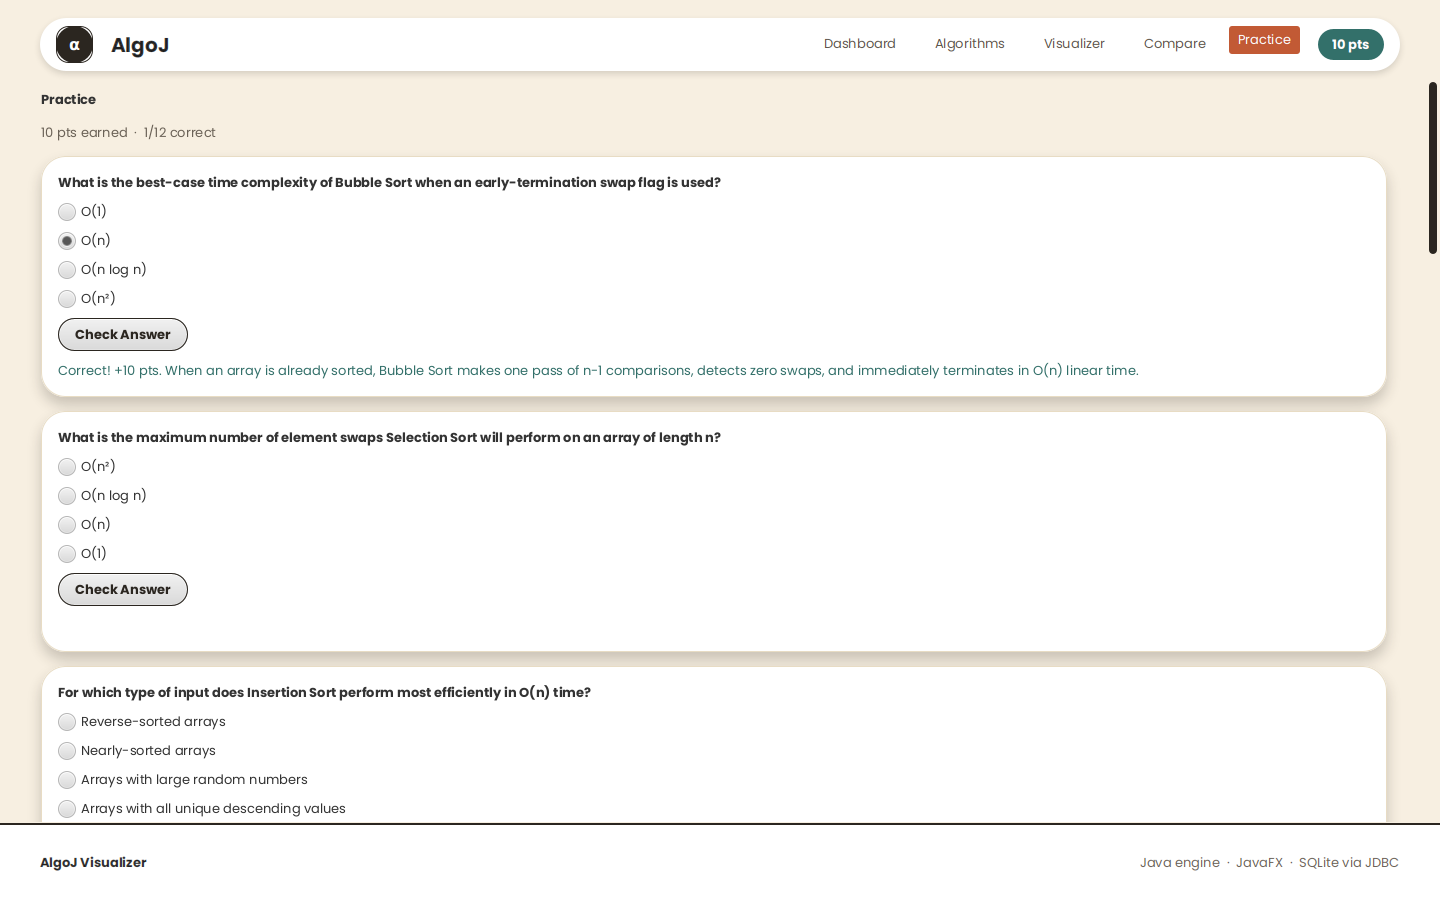 α AlgoJ Dashboard Algorithms Visualizer Compare Practice 10 pts
Practice
10 pts earned · 1/12 correct
What is the best-case time complexity of Bubble Sort when an early-termination swap flag is used?
O(1)
O(n)
O(n log n)
O(n²)
Check Answer
Correct! +10 pts. When an array is already sorted, Bubble Sort makes one pass of n-1 comparisons, detects zero swaps, and immediately terminates in O(n) linear time.
What is the maximum number of element swaps Selection Sort will perform on an array of length n?
O(n²)
O(n log n)
O(n)
O(1)
Check Answer
For which type of input does Insertion Sort perform most efficiently in O(n) time?
Reverse-sorted arrays
Nearly-sorted arrays
Arrays with large random numbers
Arrays with all unique descending values
AlgoJ Visualizer Java engine · JavaFX · SQLite via JDBC